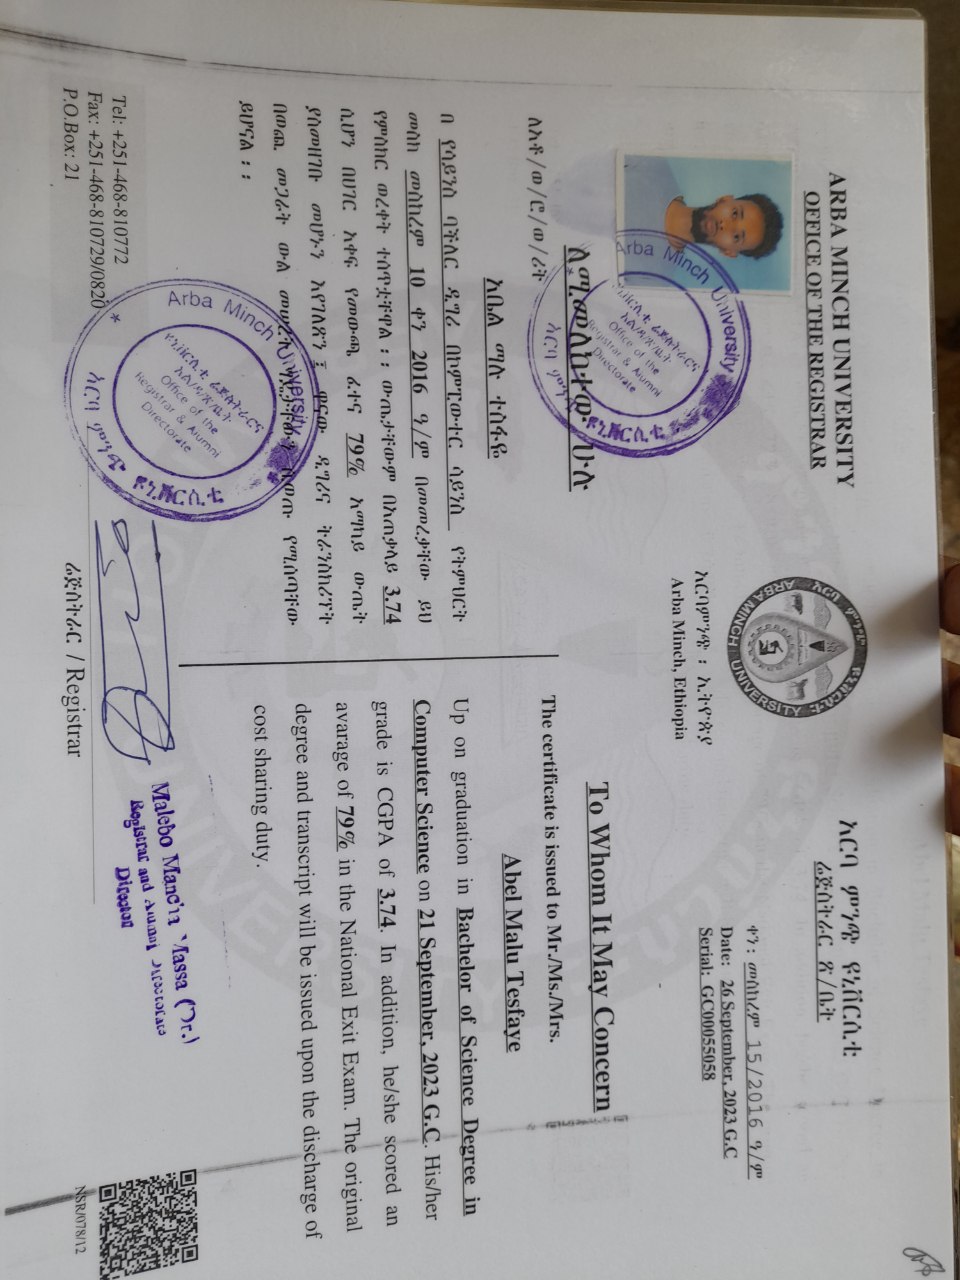 ARBA MINCH UNIVERSITY
OFFICE OF THE REGISTRAR
አርባ ምንጭ ዩኒቨርሲቲ
ARBA MINCH UNIVERSITY
አርባምንጭ ፡ ኢትዮጵያ
Arba Minch, Ethiopia
አርባ ምንጭ ዩኒቨርሲቲ
ሬጅስትራር ጽ/ቤት
ቀን: መስከረም 15/2016 ዓ/ም
Date: 26 September, 2023 G.C
Serial: GC00055058
Arba Minch University
Office of the
Registrar & Alumni
Directorate
ለሚመለከተው ሁሉ
ለአቶ/ወ/ሮ/ወ/ሪት
አቤል ማሉ ተስፋዬ
በ የሳይንስ ባችለር ዲግሪ በኮምፒውተር ሳይንስ የትምህርት
መስክ መስከረም 10 ቀን 2016 ዓ/ም በመመረቃቸው ይህ
የምስክር ወረቀት ተሰጥቷቸዋል፡፡ ውጤታቸውም በአጠቃላይ 3.74
ሲሆን በሀገር አቀፍ የመውጫ ፈተና 79% አማካይ ውጤት
ያስመዘገቡ መሆኑን እየገለጽን ፤ ዋናው ዲግሪና ትራንስክሪፕት
በወጪ መጋራት ውል መሠረት ግዴታቸውን ሲወጡ የሚሰጣቸው
ይሆናል፡፡
To Whom It May Concern
The certificate is issued to Mr./Ms./Mrs.
Abel Malu Tesfaye
Up on graduation in Bachelor of Science Degree in
Computer Science on 21 September, 2023 G.C. His/her
grade is CGPA of 3.74. In addition, he/she scored an
avarage of 79% in the National Exit Exam. The original
degree and transcript will be issued upon the discharge of
cost sharing duty.
Arba Minch University
Office of the
Registrar & Alumni
Directorate
Malebo Mancha Massa (Dr.)
Registrar and Alumni Directorate
Director
Tel: +251-468-810772
Fax: +251-468-810729/0820
P.O.Box: 21
ሬጅስትራር / Registrar
NSR/078/12